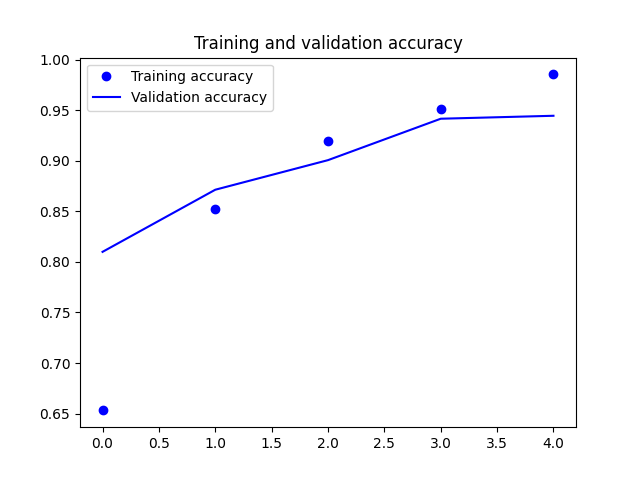 Training and validation accuracy
Training accuracy
Validation accuracy
1.00
0.95
0.90
0.85
0.80
0.75
0.70
0.65
0.0 0.5 1.0 1.5 2.0 2.5 3.0 3.5 4.0